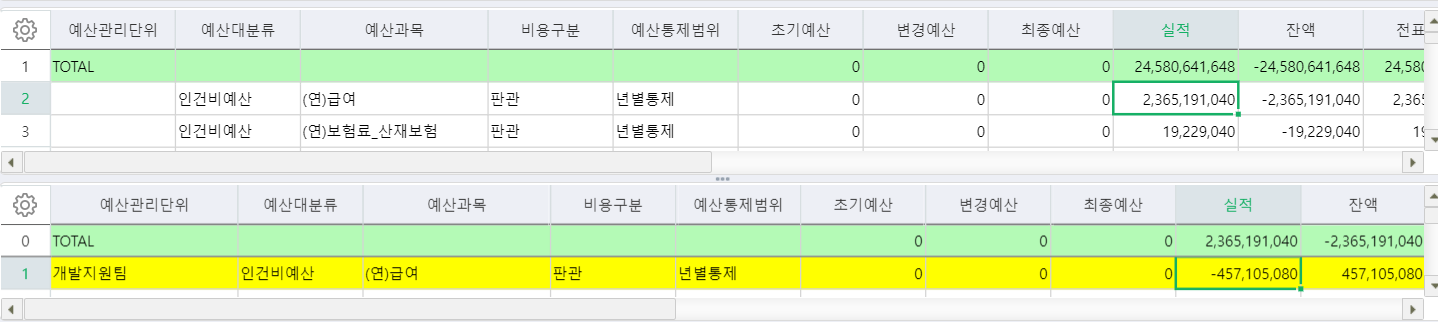 예산관리단위 예산대분류 예산과목 비용구분 예산통제범위 초기예산 변경예산 최종예산 실적 잔액 전표
1 TOTAL 0 0 0 24,580,641,648 -24,580,641,648 24,580
2 인건비예산 (연)급여 판관 년별통제 0 0 0 2,365,191,040 -2,365,191,040 2,365
3 인건비예산 (연)보험료_산재보험 판관 년별통제 0 0 0 19,229,040 -19,229,040 19
예산관리단위 예산대분류 예산과목 비용구분 예산통제범위 초기예산 변경예산 최종예산 실적 잔액
0 TOTAL 0 0 0 2,365,191,040 -2,365,191,040
1 개발지원팀 인건비예산 (연)급여 판관 년별통제 0 0 0 -457,105,080 457,105,080